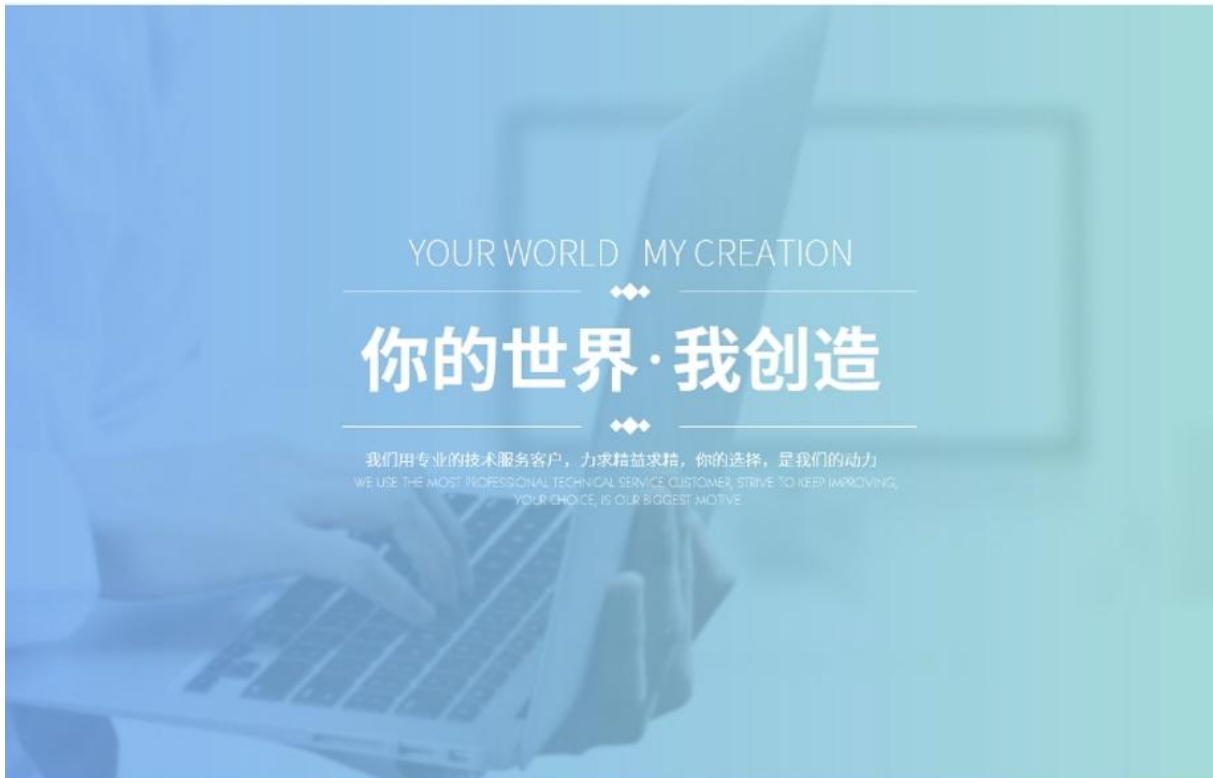 YOUR WORLD MY CREATION
你的世界·我创造
我们用专业的技术服务客户，力求精益求精，你的选择，是我们的动力
WE USE THE MOST PROFESSIONAL TECHNICAL SERVICE CUSTOMER, STRIVE TO KEEP IMPROVING,
YOUR CHOICE, IS OUR BIGGEST MOTIVE